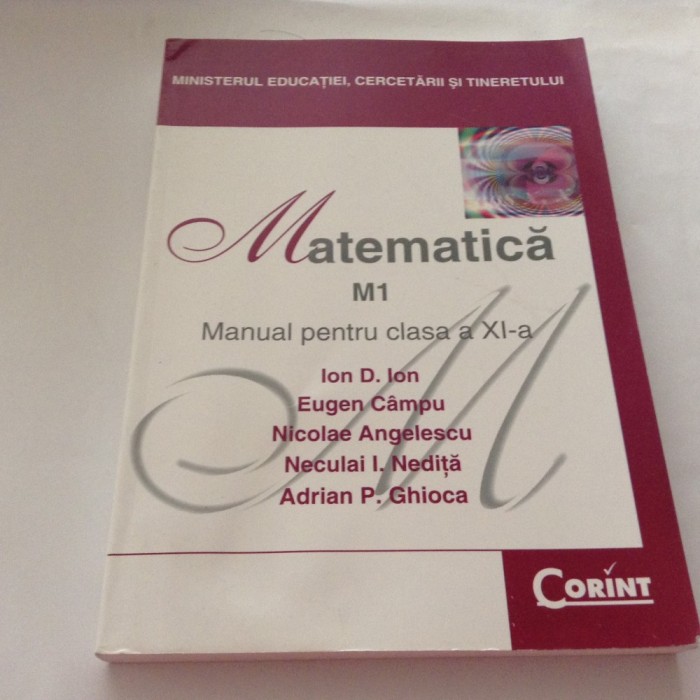 MINISTERUL EDUCAȚIEI, CERCETĂRII ȘI TINERETULUI
Matematică
M1
Manual pentru clasa a XI-a
Ion D. Ion
Eugen Câmpu
Nicolae Angelescu
Neculai I. Nediță
Adrian P. Ghioca
CORINT